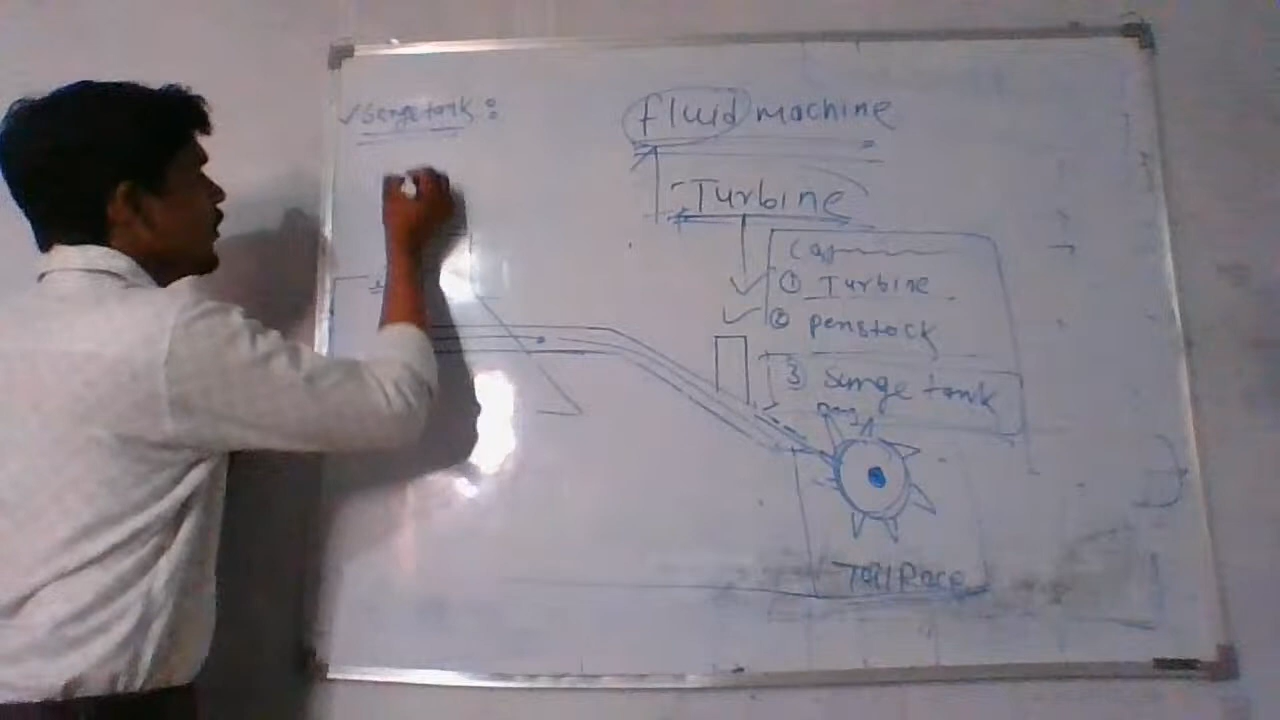 ✓ Surge tank :
fluid machine
Turbine
① Turbine
② penstock
③ Surge tank
Tail Race